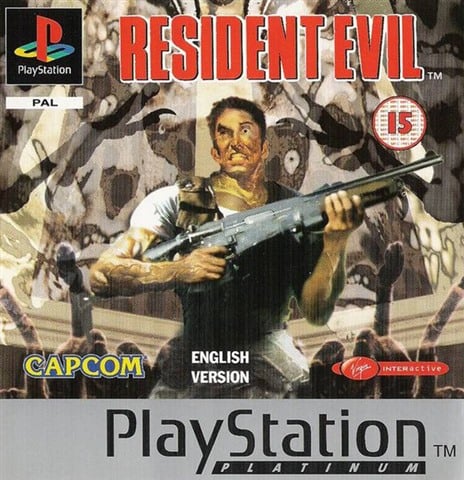 RESIDENT EVIL TM
PlayStation
PAL
15
CAPCOM
ENGLISH
VERSION
Virgin INTERactive
PlayStation TM
PLATINUM